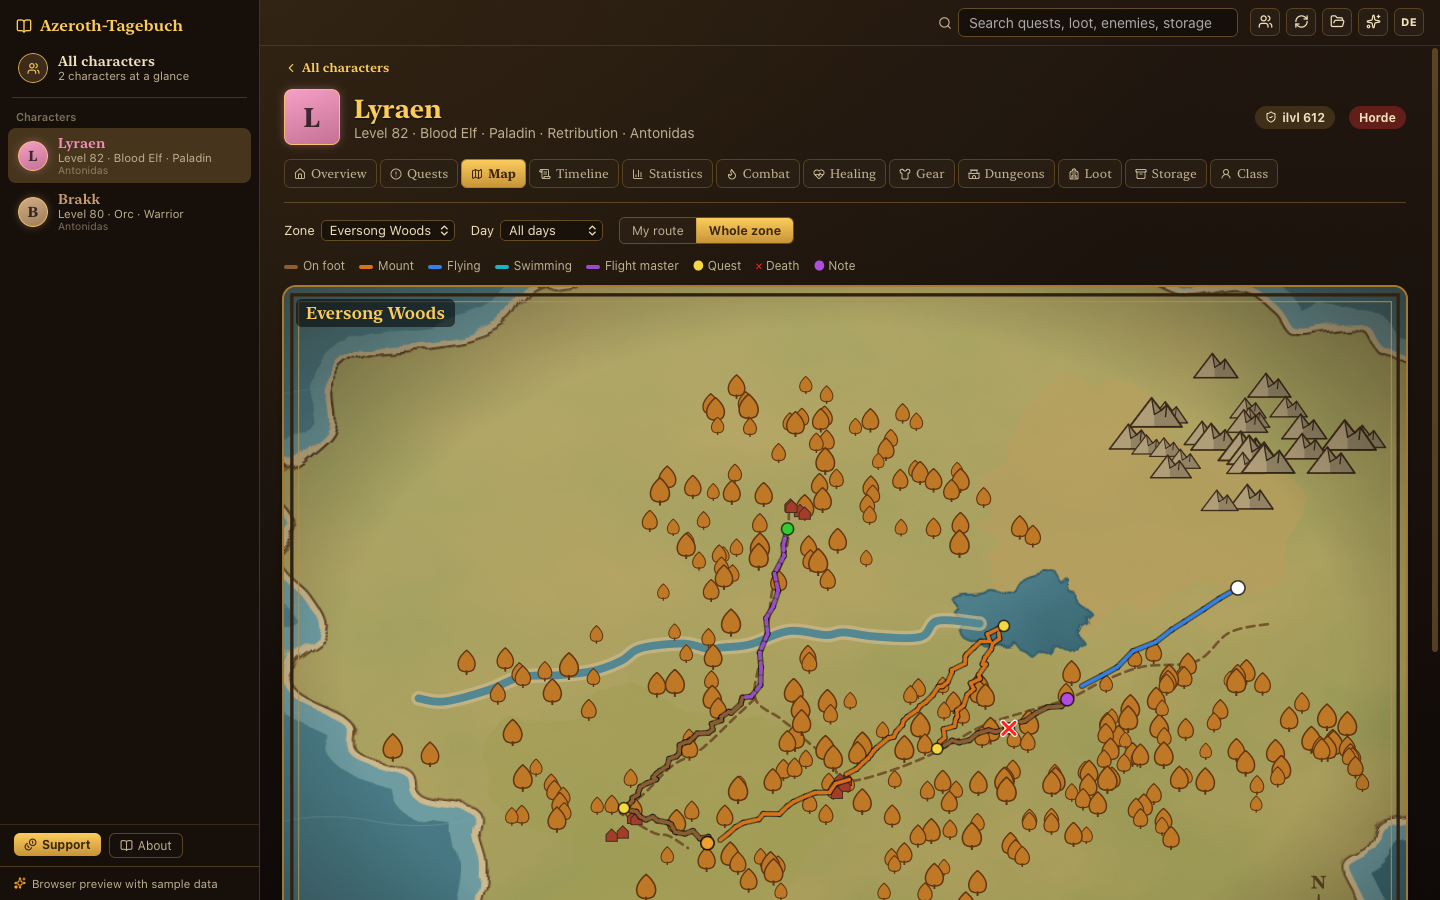 Azeroth-Tagebuch
All characters
2 characters at a glance
Characters
L
Lyraen
Level 82 · Blood Elf · Paladin
Antonidas
B
Brakk
Level 80 · Orc · Warrior
Antonidas
Support
About
Browser preview with sample data
Search quests, loot, enemies, storage
DE
All characters
L
Lyraen
Level 82 · Blood Elf · Paladin · Retribution · Antonidas
ilvl 612
Horde
Overview
Quests
Map
Timeline
Statistics
Combat
Healing
Gear
Dungeons
Loot
Storage
Class
Zone
Eversong Woods
Day
All days
My route
Whole zone
On foot
Mount
Flying
Swimming
Flight master
Quest
Death
Note
Eversong Woods
N